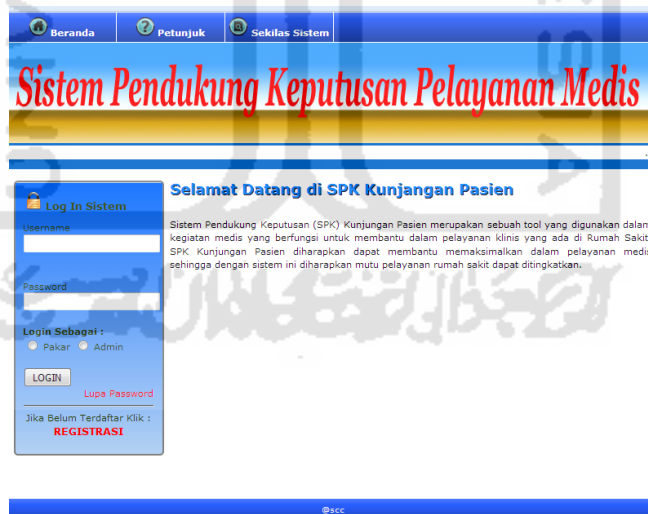 Beranda
Petunjuk
Sekilas Sistem
Sistem Pendukung Keputusan Pelayanan Medis
Log In Sistem
Username
Password
Login Sebagai :
Pakar Admin
LOGIN
Lupa Password
Jika Belum Terdaftar Klik :
REGISTRASI
Selamat Datang di SPK Kunjangan Pasien
Sistem Pendukung Keputusan (SPK) Kunjangan Pasien merupakan sebuah tool yang digunakan dalam
kegiatan medis yang berfungsi untuk membantu dalam pelayanan klinis yang ada di Rumah Sakit
SPK Kunjangan Pasien diharapkan dapat membantu memaksimalkan dalam pelayanan medis
sehingga dengan sistem ini diharapkan mutu pelayanan rumah sakit dapat ditingkatkan.
@scc